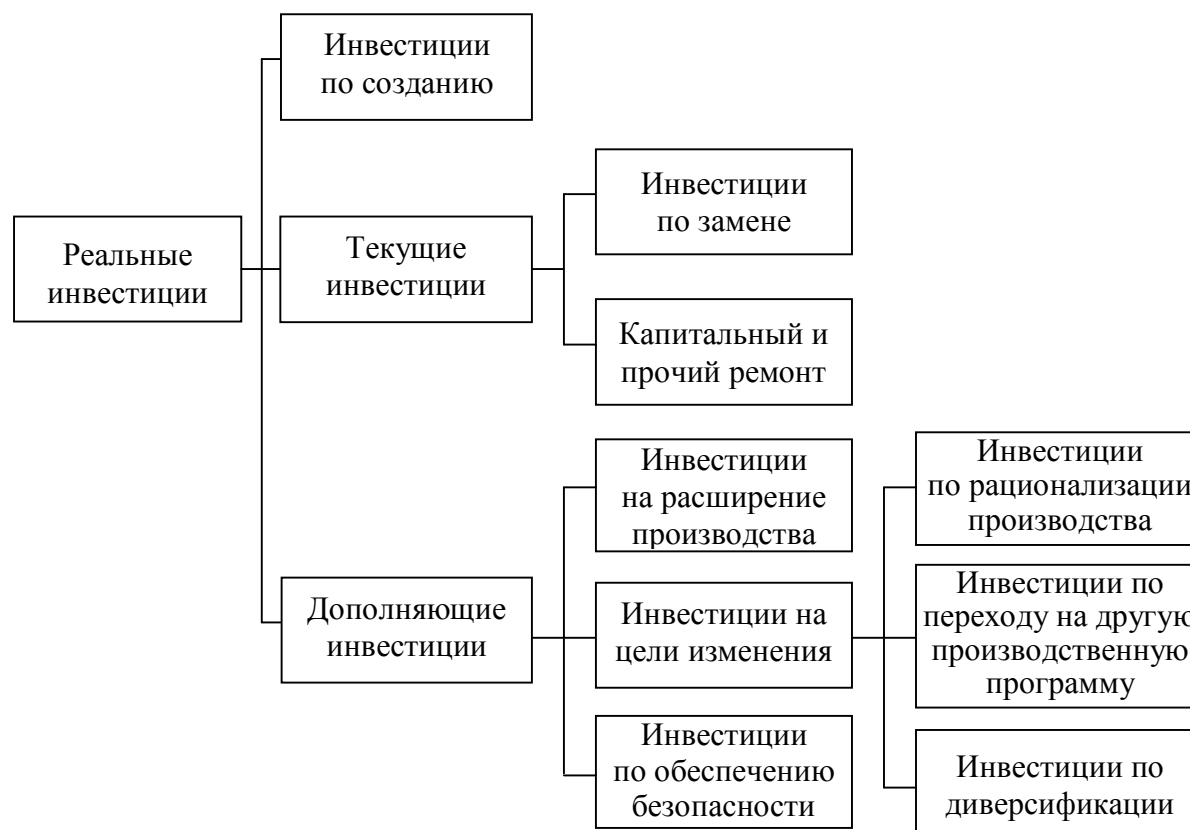 Инвестиции
по созданию
Реальные
инвестиции
Текущие
инвестиции
Инвестиции
по замене
Капитальный и
прочий ремонт
Дополняющие
инвестиции
Инвестиции
на расширение
производства
Инвестиции на
цели изменения
Инвестиции
по обеспечению
безопасности
Инвестиции
по рационализации
производства
Инвестиции по
переходу на другую
производственную
программу
Инвестиции по
диверсификации